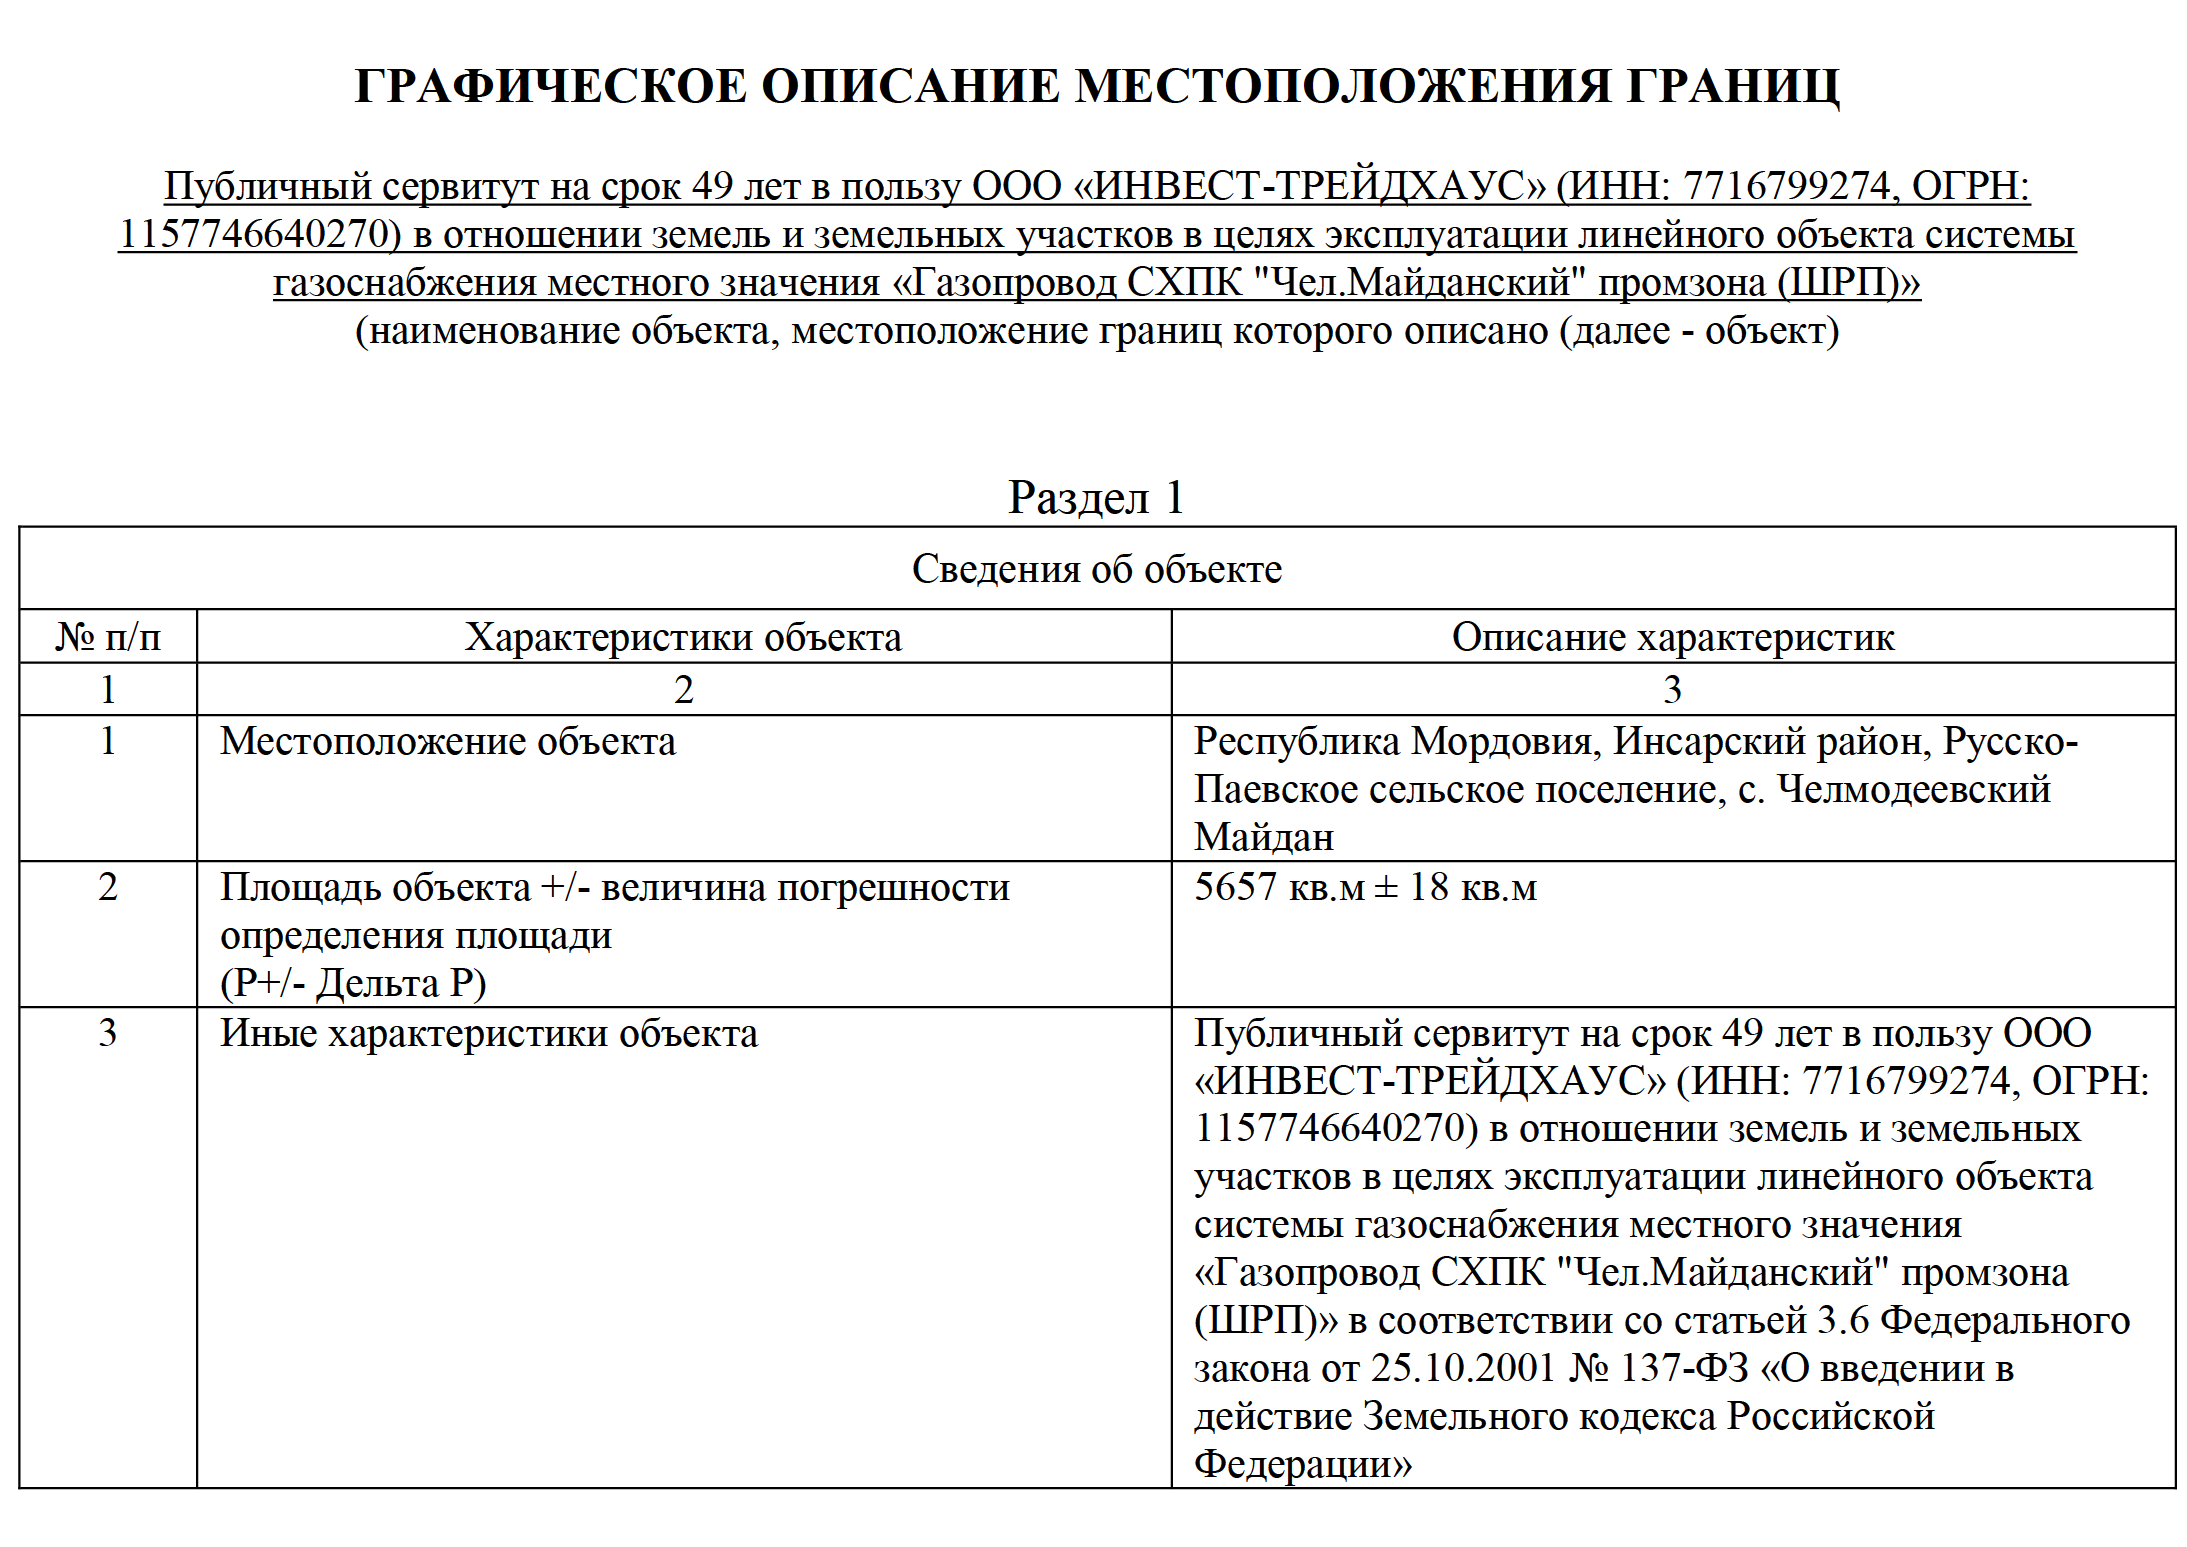 ГРАФИЧЕСКОЕ ОПИСАНИЕ МЕСТОПОЛОЖЕНИЯ ГРАНИЦ
Публичный сервитут на срок 49 лет в пользу ООО «ИНВЕСТ-ТРЕЙДХАУС» (ИНН: 7716799274, ОГРН:
1157746640270) в отношении земель и земельных участков в целях эксплуатации линейного объекта системы
газоснабжения местного значения «Газопровод СХПК "Чел.Майданский" промзона (ШРП)»
(наименование объекта, местоположение границ которого описано (далее - объект)
Раздел 1
Сведения об объекте
№ п/п Характеристики объекта Описание характеристик
1 2 3
1 Местоположение объекта Республика Мордовия, Инсарский район, Русско-
Паевское сельское поселение, с. Челмодеевский
Майдан
2 Площадь объекта +/- величина погрешности 5657 кв.м ± 18 кв.м
определения площади
(Р+/- Дельта Р)
3 Иные характеристики объекта Публичный сервитут на срок 49 лет в пользу ООО
«ИНВЕСТ-ТРЕЙДХАУС» (ИНН: 7716799274, ОГРН:
1157746640270) в отношении земель и земельных
участков в целях эксплуатации линейного объекта
системы газоснабжения местного значения
«Газопровод СХПК "Чел.Майданский" промзона
(ШРП)» в соответствии со статьей 3.6 Федерального
закона от 25.10.2001 № 137-ФЗ «О введении в
действие Земельного кодекса Российской
Федерации»